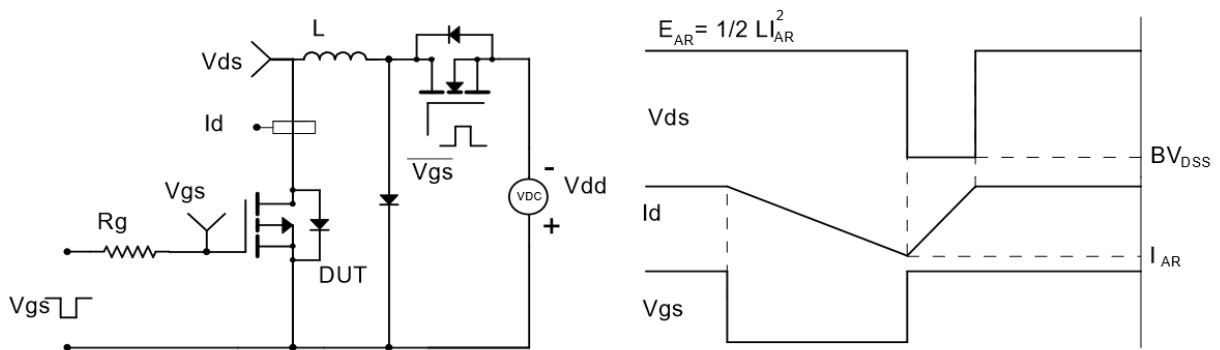 L
Vds
Id
Vgs
Vgs
Rg
DUT
Vgs
VDC
-
+
Vdd
E_AR = 1/2 LI_AR^2
Vds
BV_DSS
Id
I_AR
Vgs